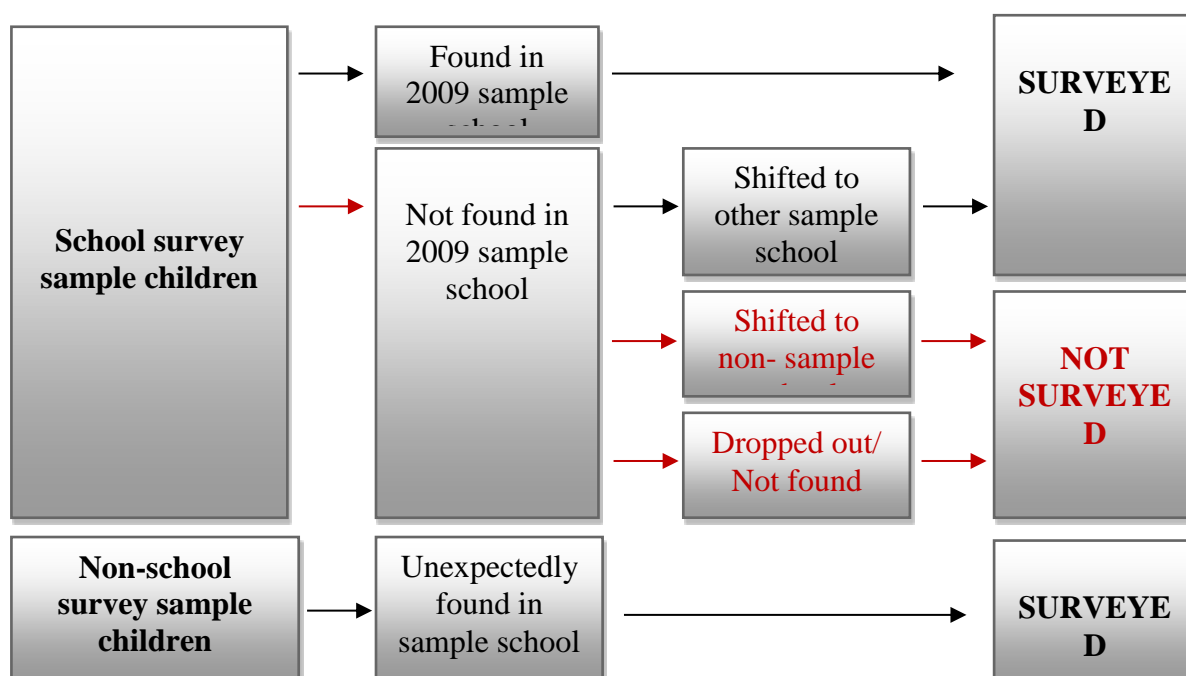 Found in
2009 sample
school
SURVEYE
D
School survey
sample children
Not found in
2009 sample
school
Shifted to
other sample
school
Shifted to
non- sample
Dropped out/
Not found
NOT
SURVEYE
D
Non-school
survey sample
children
Unexpectedly
found in
sample school
SURVEYE
D